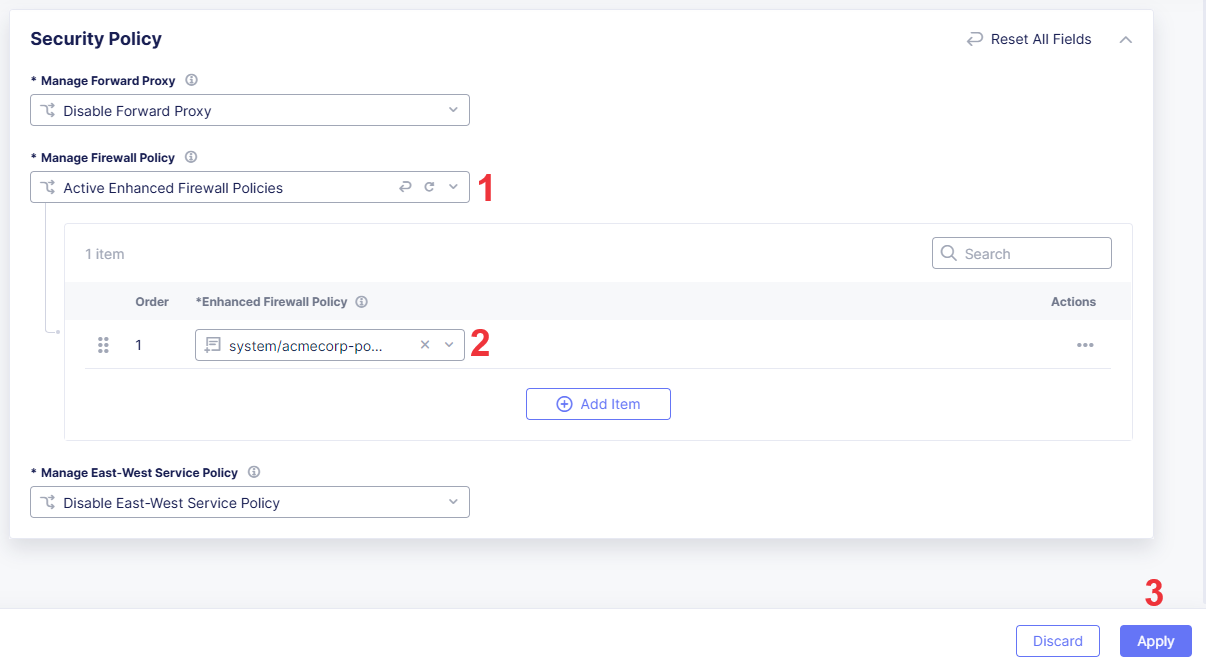 Security Policy
Reset All Fields
* Manage Forward Proxy
Disable Forward Proxy
* Manage Firewall Policy
Active Enhanced Firewall Policies
1
1 item
Search
Order *Enhanced Firewall Policy Actions
1 system/acmecorp-po...
2
Add Item
* Manage East-West Service Policy
Disable East-West Service Policy
3
Discard Apply